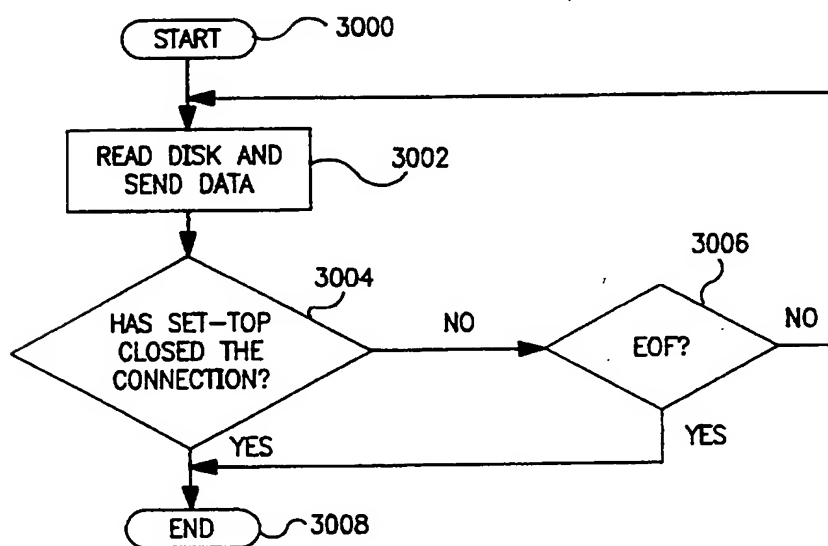 START
3000
READ DISK AND
SEND DATA
3002
HAS SET-TOP
CLOSED THE
CONNECTION?
3004
NO
EOF?
3006
NO
YES
YES
END
3008